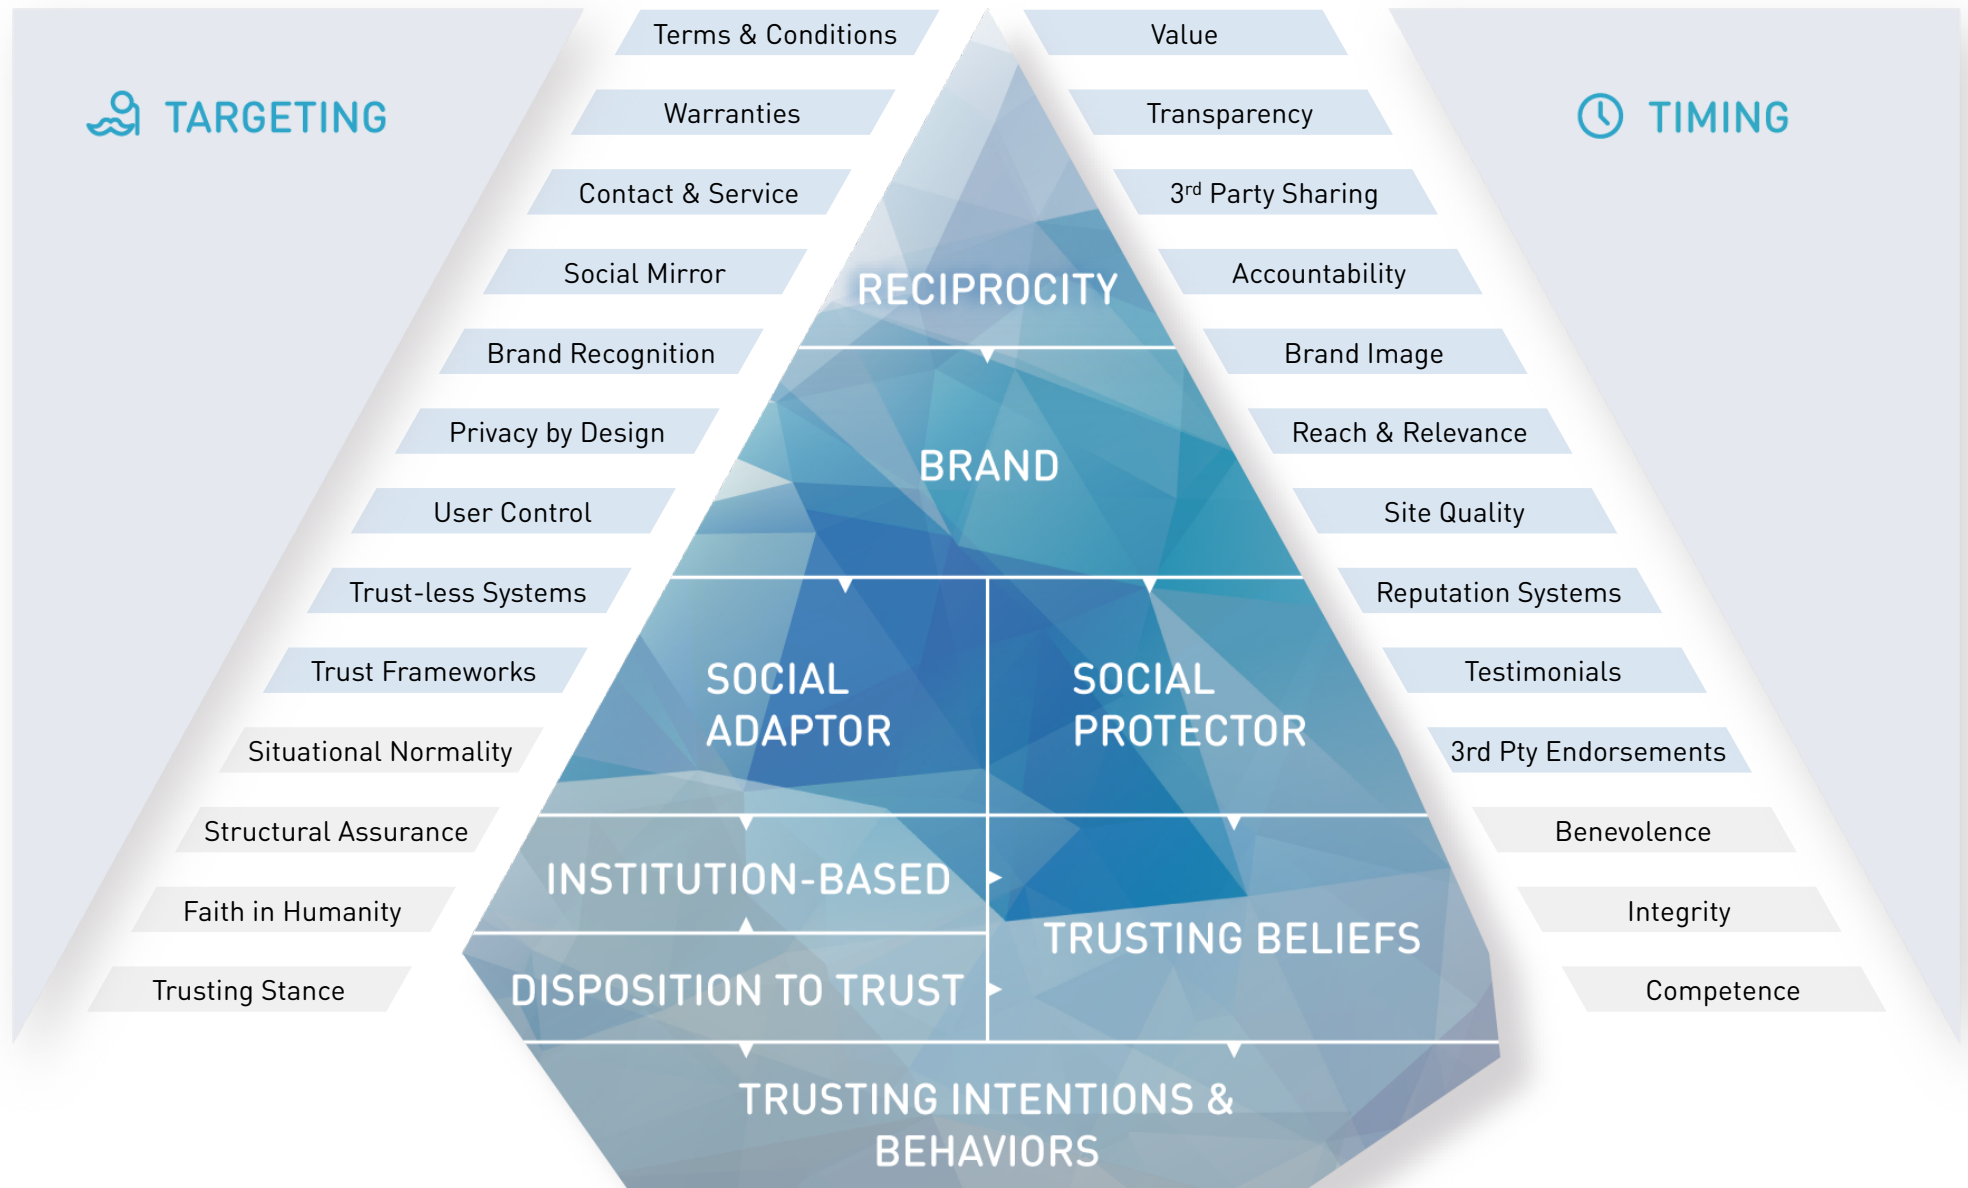 TARGETING
TIMING
Terms & Conditions
Warranties
Contact & Service
Social Mirror
Brand Recognition
Privacy by Design
User Control
Trust-less Systems
Trust Frameworks
Situational Normality
Structural Assurance
Faith in Humanity
Trusting Stance
RECIPROCITY
BRAND
SOCIAL
ADAPTOR
SOCIAL
PROTECTOR
INSTITUTION-BASED
DISPOSITION TO TRUST
TRUSTING BELIEFS
TRUSTING INTENTIONS &
BEHAVIORS
Value
Transparency
3rd Party Sharing
Accountability
Brand Image
Reach & Relevance
Site Quality
Reputation Systems
Testimonials
3rd Pty Endorsements
Benevolence
Integrity
Competence